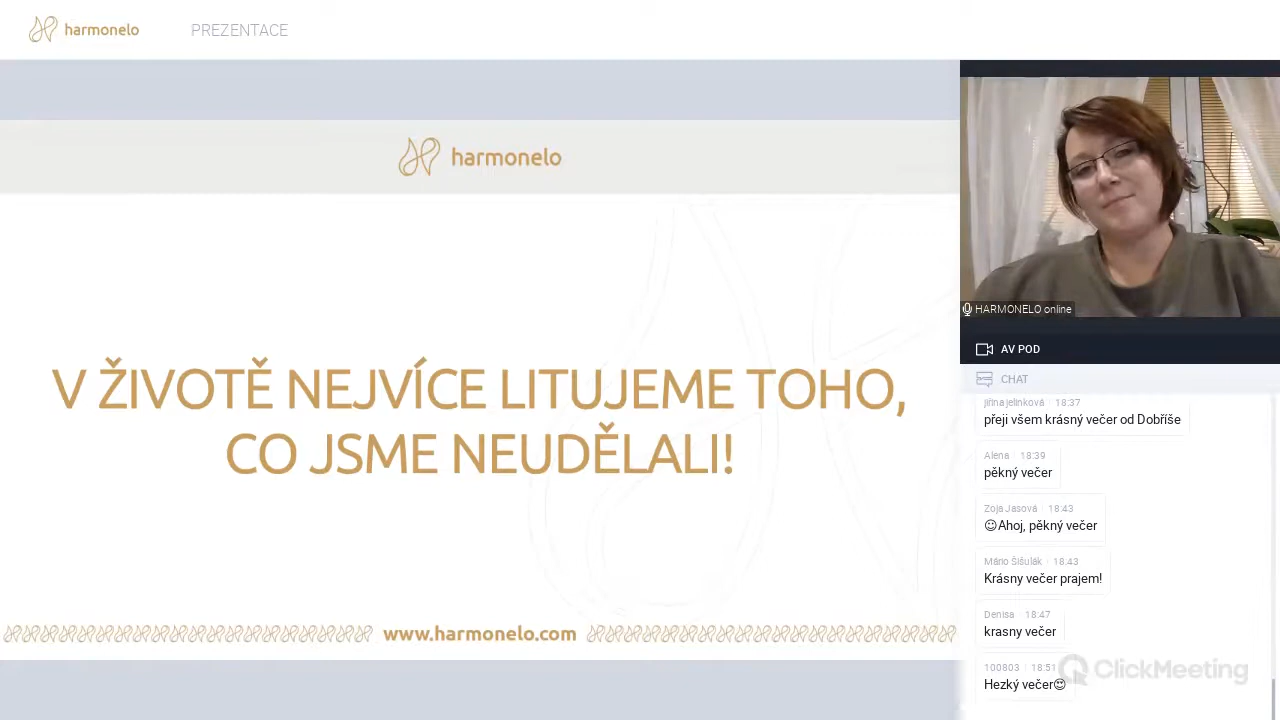 harmonelo
PREZENTACE
harmonelo
V ŽIVOTĚ NEJVÍCE LITUJEME TOHO,
CO JSME NEUDĚLALI!
www.harmonelo.com
HARMONELO online
AV POD
CHAT
jiřina jelinková 18:37
přeji všem krásný večer od Dobříše
Alena 18:39
pěkný večer
Zoja Jasová 18:43
☺Ahoj, pěkný večer
Mário Šišulák 18:43
Krásny večer prajem!
Denisa 18:47
krasny večer
100803 18:51
Hezký večer😍
ClickMeeting